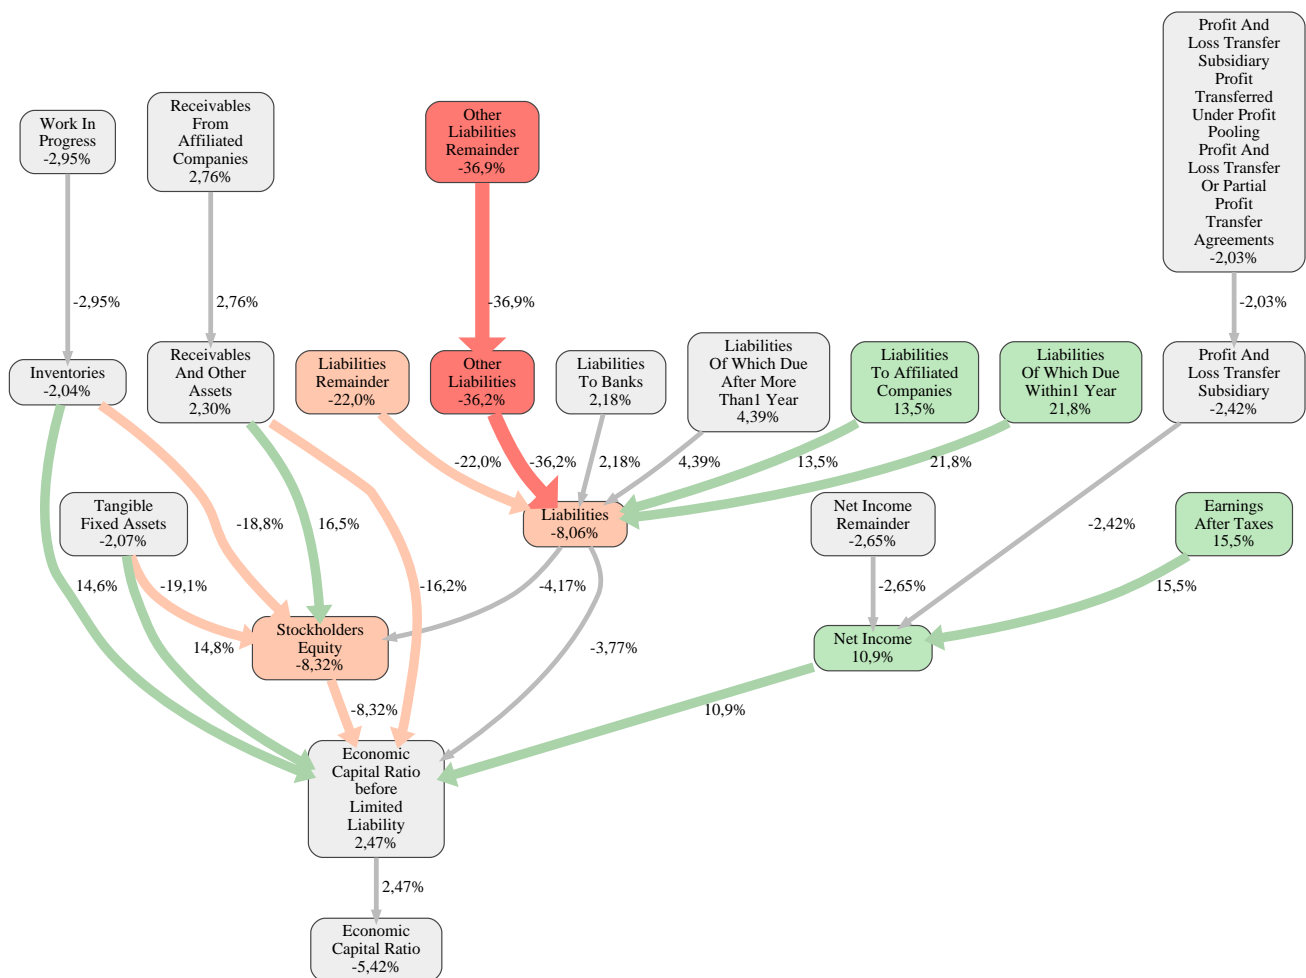 Profit And
Loss Transfer
Subsidiary
Profit
Transferred
Under Profit
Pooling
Profit And
Loss Transfer
Or Partial
Profit
Transfer
Agreements
-2,03%
Work In
Progress
-2,95%
Receivables
From
Affiliated
Companies
2,76%
Other
Liabilities
Remainder
-36,9%
-2,95%
2,76%
-36,9%
-2,03%
Inventories
-2,04%
Receivables
And Other
Assets
2,30%
Liabilities
Remainder
-22,0%
Other
Liabilities
-36,2%
Liabilities
To Banks
2,18%
Liabilities
Of Which Due
After More
Than1 Year
4,39%
Liabilities
To Affiliated
Companies
13,5%
Liabilities
Of Which Due
Within1 Year
21,8%
Profit And
Loss Transfer
Subsidiary
-2,42%
-22,0%
-36,2%
2,18%
4,39%
13,5%
21,8%
Tangible
Fixed Assets
-2,07%
-18,8%
16,5%
Liabilities
-8,06%
Net Income
Remainder
-2,65%
-2,42%
Earnings
After Taxes
15,5%
14,6%
-19,1%
-16,2%
-4,17%
-2,65%
15,5%
14,8%
Stockholders
Equity
-8,32%
-3,77%
Net Income
10,9%
-8,32%
10,9%
Economic
Capital Ratio
before
Limited
Liability
2,47%
2,47%
Economic
Capital Ratio
-5,42%